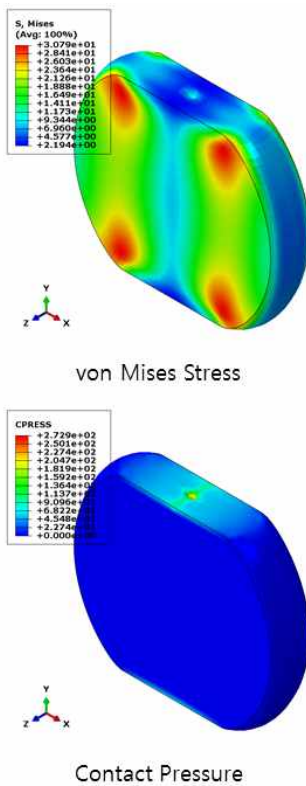 S, Mises
(Avg: 100%)
+3.079e+01
+2.841e+01
+2.603e+01
+2.364e+01
+2.126e+01
+1.888e+01
+1.649e+01
+1.411e+01
+1.173e+01
+9.344e+00
+6.960e+00
+4.577e+00
+2.194e+00
Y
Z X
von Mises Stress
CPRESS
+2.729e+02
+2.501e+02
+2.274e+02
+2.047e+02
+1.819e+02
+1.592e+02
+1.364e+02
+1.137e+02
+9.096e+01
+6.822e+01
+4.548e+01
+2.274e+01
+0.000e+00
Y
Z X
Contact Pressure